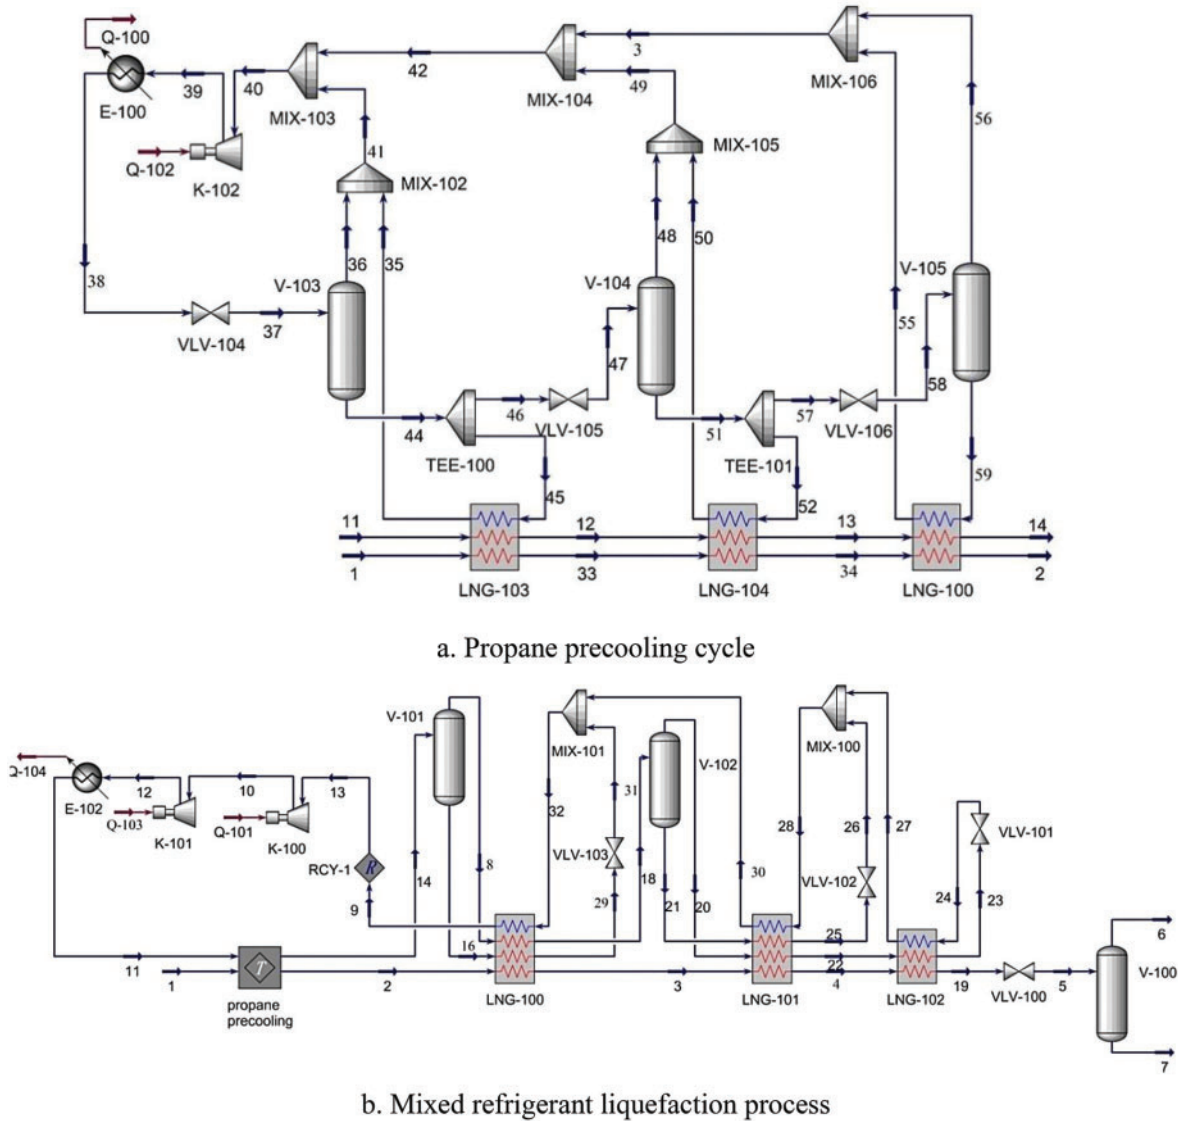 Q-100
E-100
39
40
Q-102
K-102
38
VLV-104
37
MIX-103
42
41
MIX-102
36
35
V-103
44
TEE-100
46
VLV-105
45
47
MIX-104
3
49
MIX-105
48
50
V-104
51
TEE-101
57
VLV-106
52
58
MIX-106
56
55
V-105
59
11
12
13
14
1
33
34
2
LNG-103
LNG-104
LNG-100
a. Propane precooling cycle
V-101
MIX-101
V-102
MIX-100
Q-104
E-102
12
10
13
Q-103
K-101
Q-101
K-100
RCY-1
9
14
8
16
32
VLV-103
29
31
18
21
20
30
28
26
27
VLV-102
VLV-101
24
23
25
22
4
11
1
propane
precooling
2
LNG-100
3
LNG-101
LNG-102
19
VLV-100
5
6
V-100
7
b. Mixed refrigerant liquefaction process